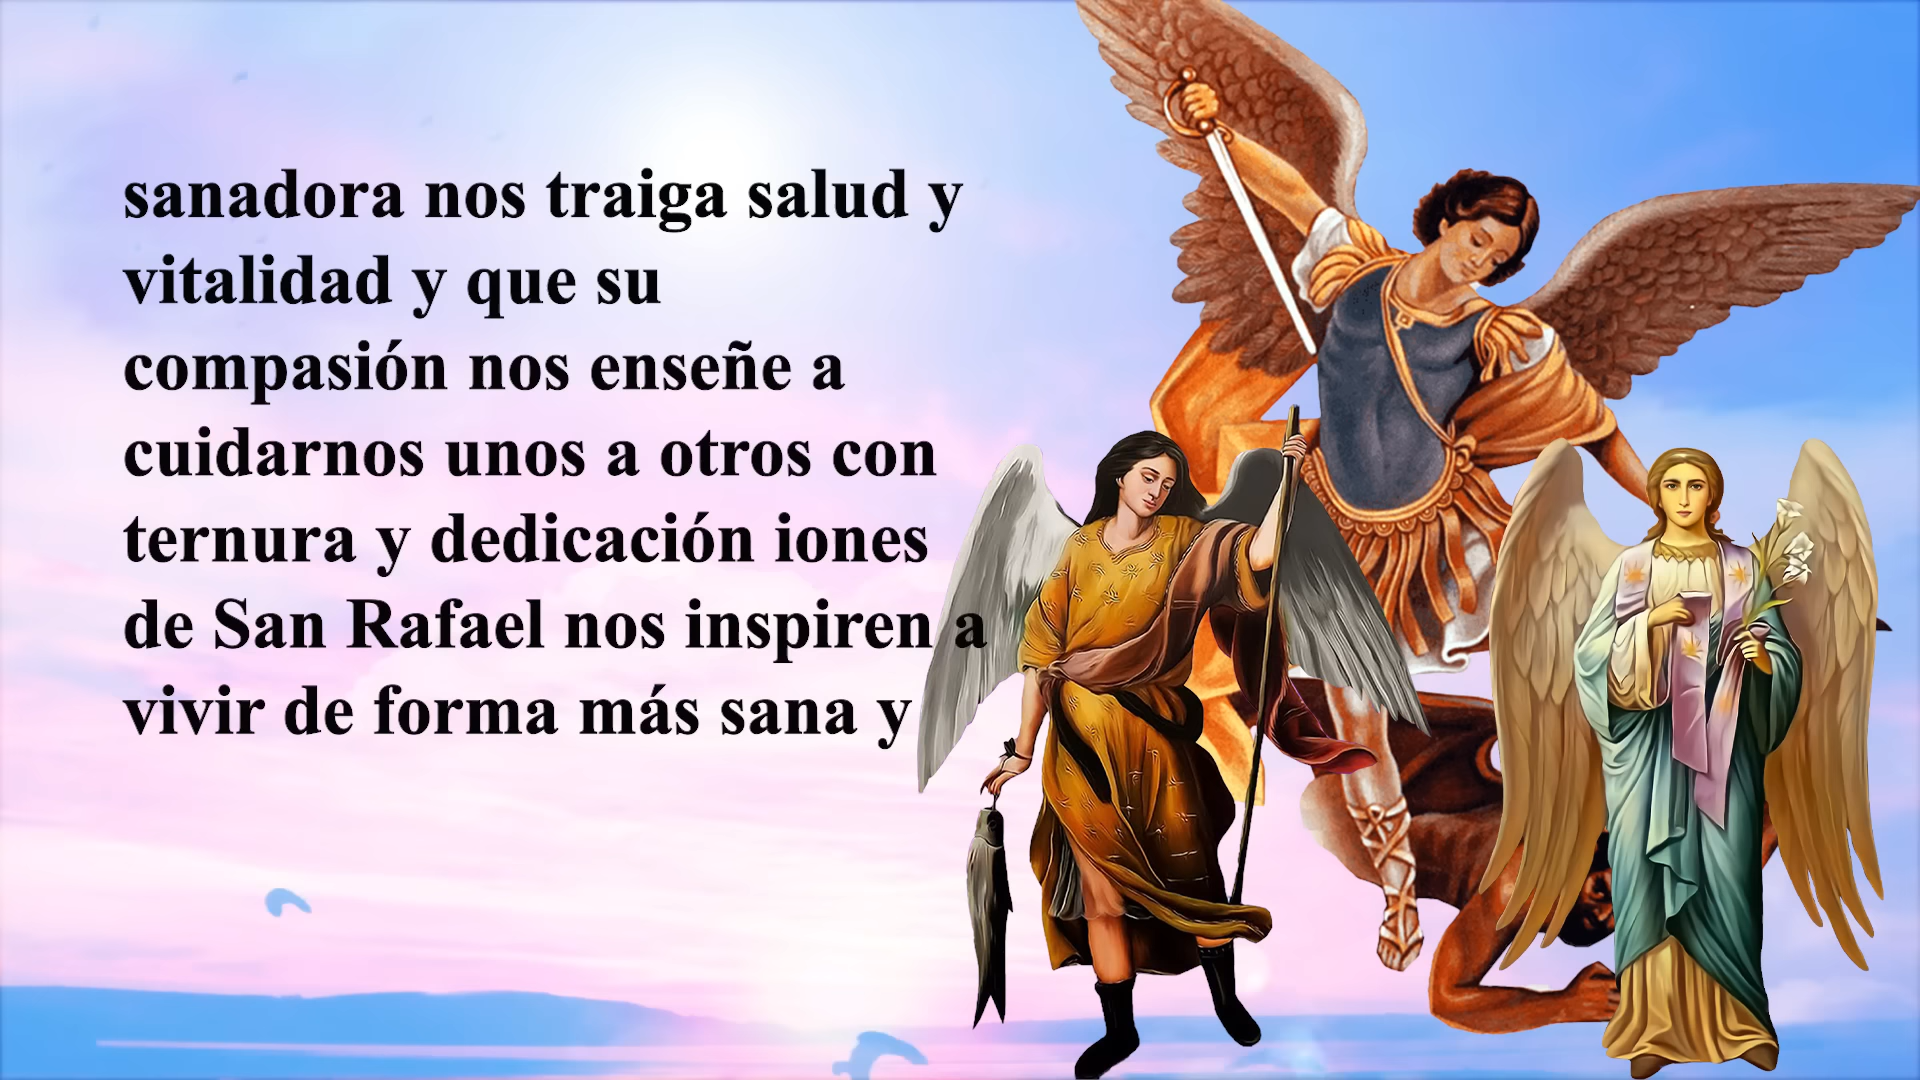 sanadora nos traiga salud y
vitalidad y que su
compasión nos enseñe a
cuidarnos unos a otros con
ternura y dedicación iones
de San Rafael nos inspiren a
vivir de forma más sana y